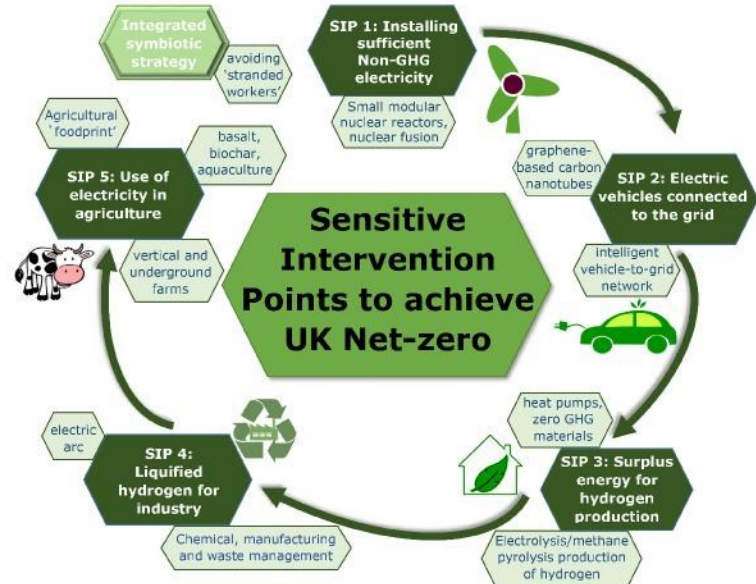 Integrated
symbiotic
strategy
avoiding
‘stranded
workers’
SIP 1: Installing
sufficient
Non-GHG
electricity
Small modular
nuclear reactors,
nuclear fusion
graphene-
based carbon
nanotubes
SIP 2: Electric
vehicles connected
to the grid
intelligent
vehicle-to-grid
network
heat pumps,
zero GHG
materials
SIP 3: Surplus
energy for
hydrogen
production
Electrolysis/methane
pyrolysis production
of hydrogen
SIP 4:
Liquified
hydrogen for
industry
electric
arc
Chemical, manufacturing
and waste management
SIP 5: Use of
electricity in
agriculture
Agricultural
‘foodprint’
basalt,
biochar,
aquaculture
vertical and
underground
farms
Sensitive
Intervention
Points to achieve
UK Net-zero